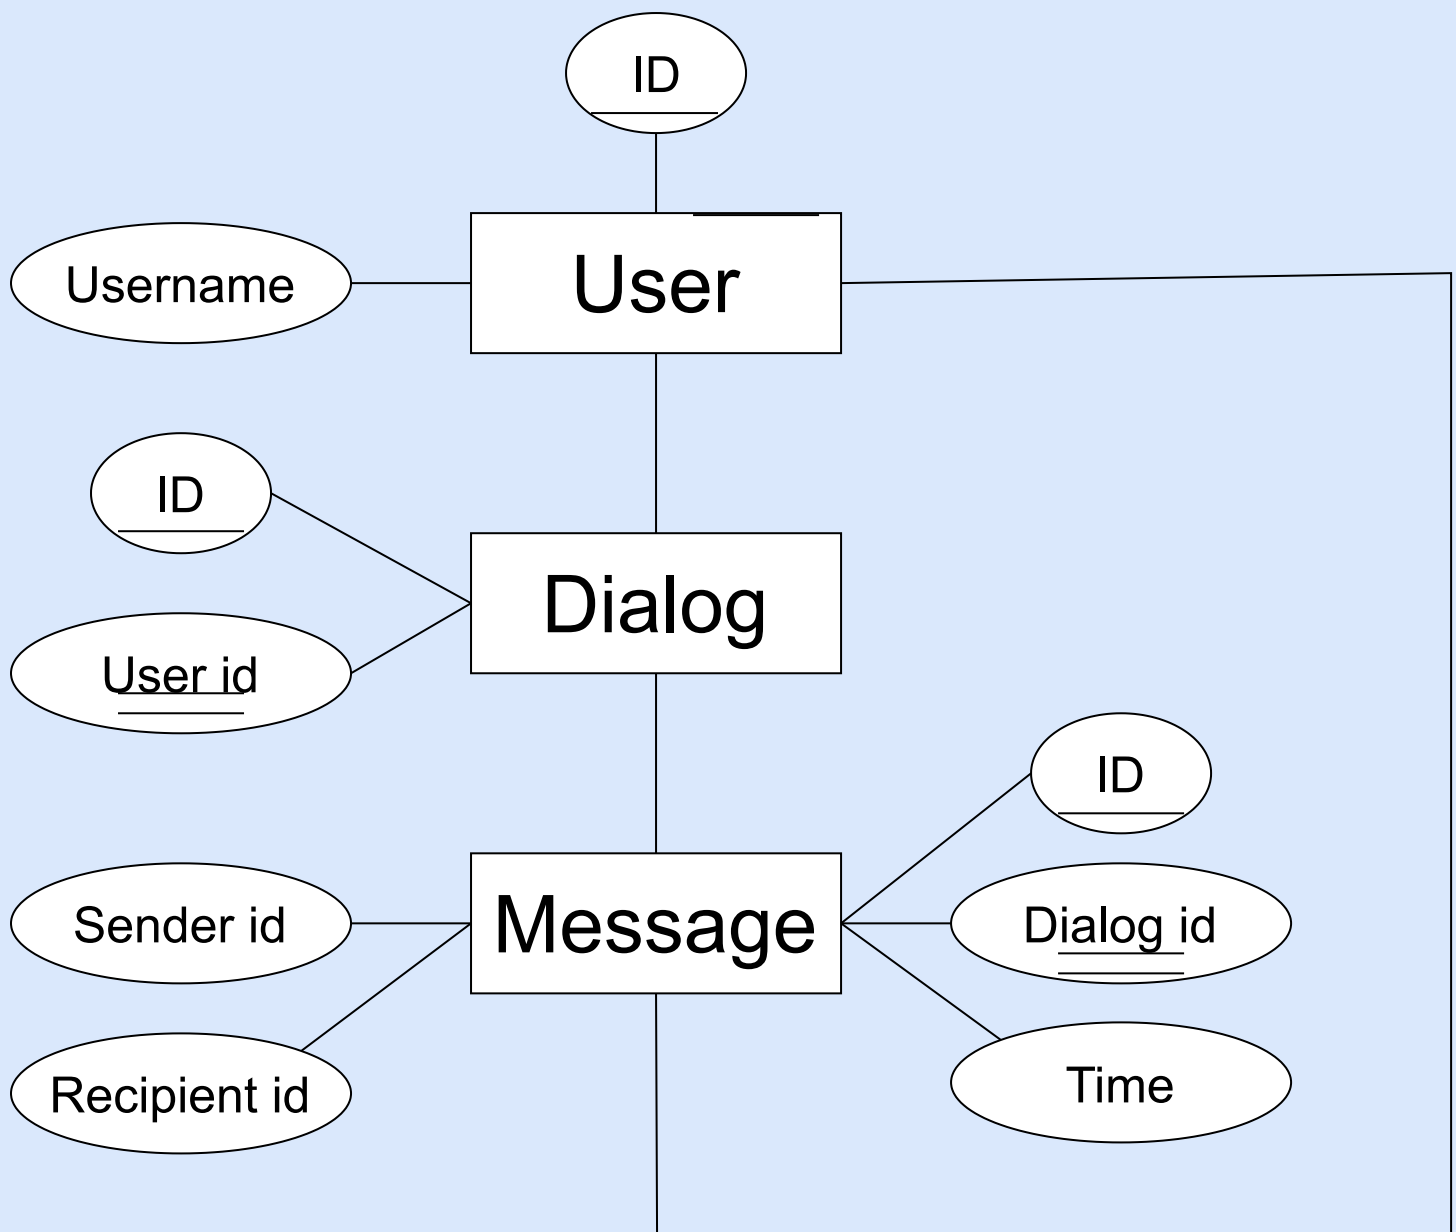 ID
Username
User
ID
Dialog
User id
ID
Sender id
Message
Dialog id
Recipient id
Time